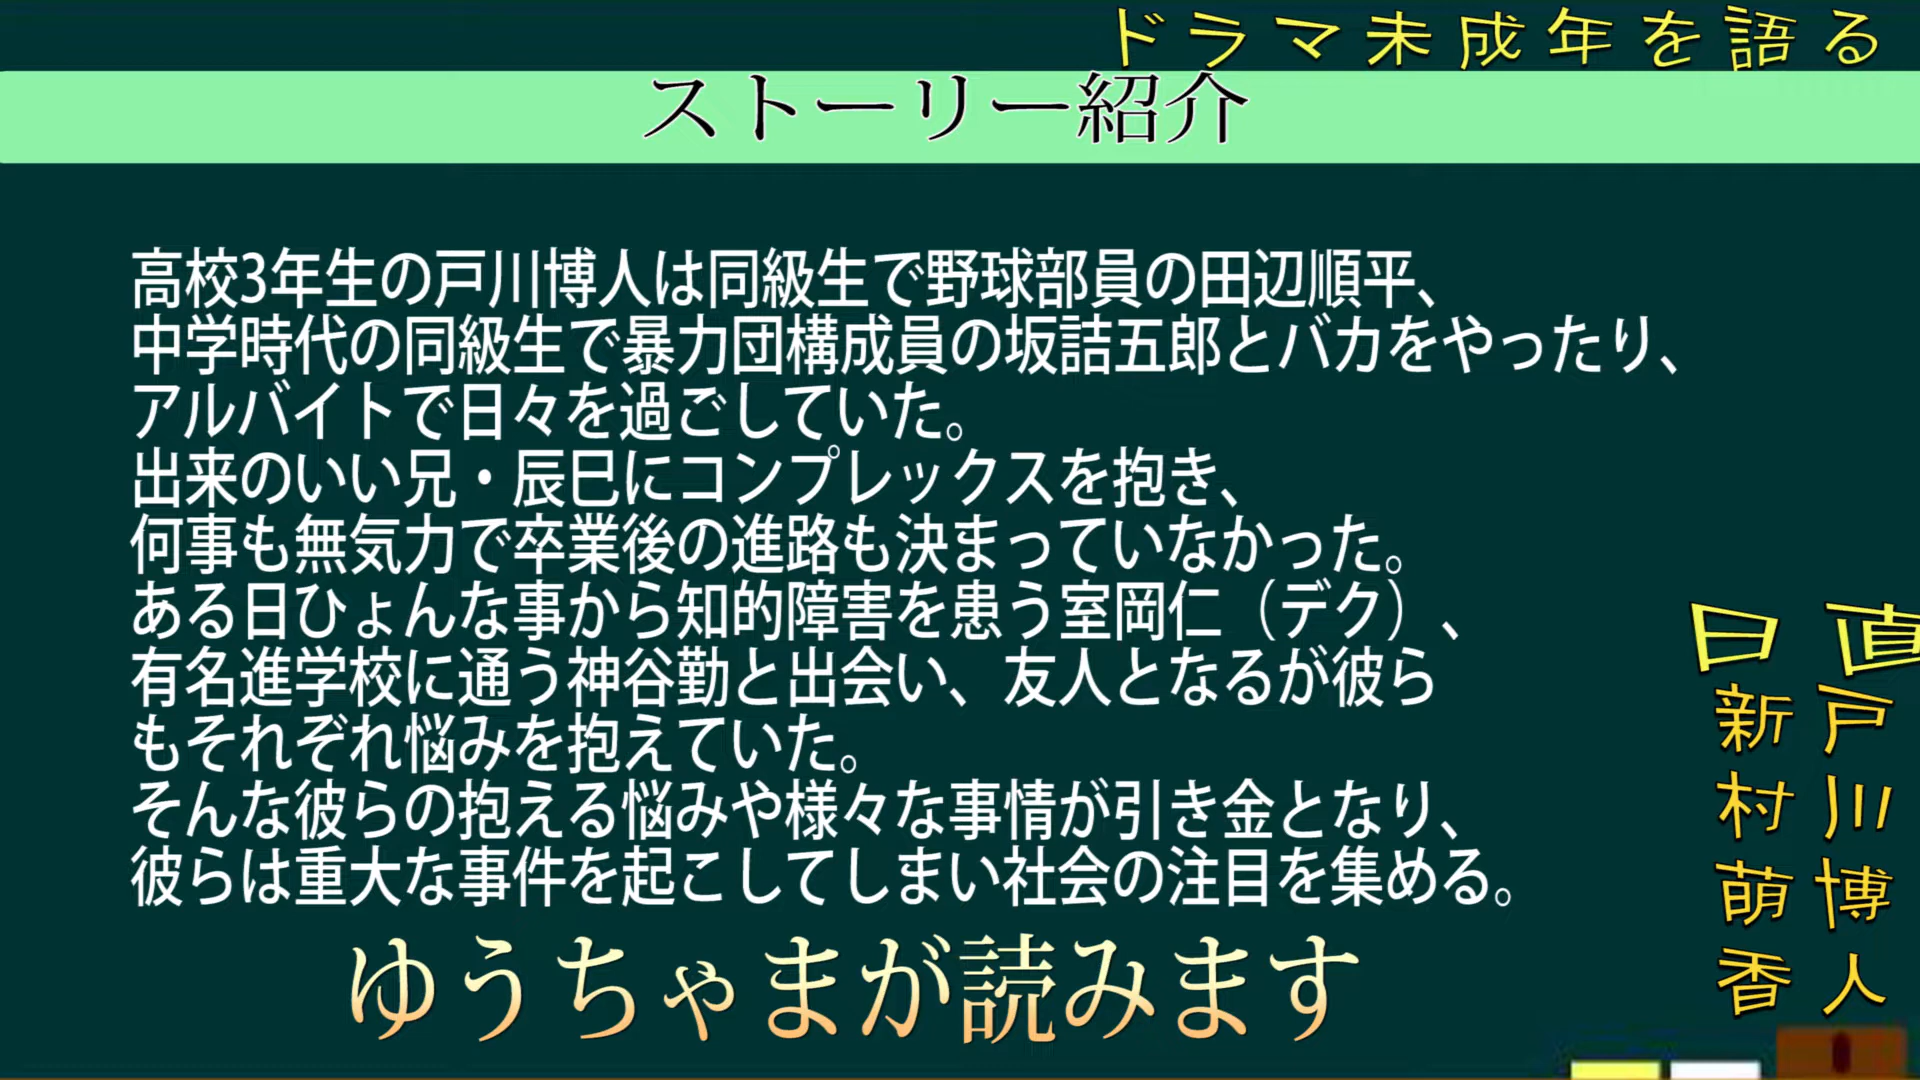 ドラマ未成年を語る
ストーリー紹介
高校3年生の戸川博人は同級生で野球部員の田辺順平、
中学時代の同級生で暴力団構成員の坂詰五郎とバカをやったり、
アルバイトで日々を過ごしていた。
出来のいい兄・辰巳にコンプレックスを抱き、
何事も無気力で卒業後の進路も決まっていなかった。
ある日ひょんな事から知的障害を患う室岡仁（デク）、
有名進学校に通う神谷勤と出会い、友人となるが彼ら
もそれぞれ悩みを抱えていた。
そんな彼らの抱える悩みや様々な事情が引き金となり、
彼らは重大な事件を起こしてしまい社会の注目を集める。
ゆうちゃまが読みます
日直
戸川博人
新村萌香